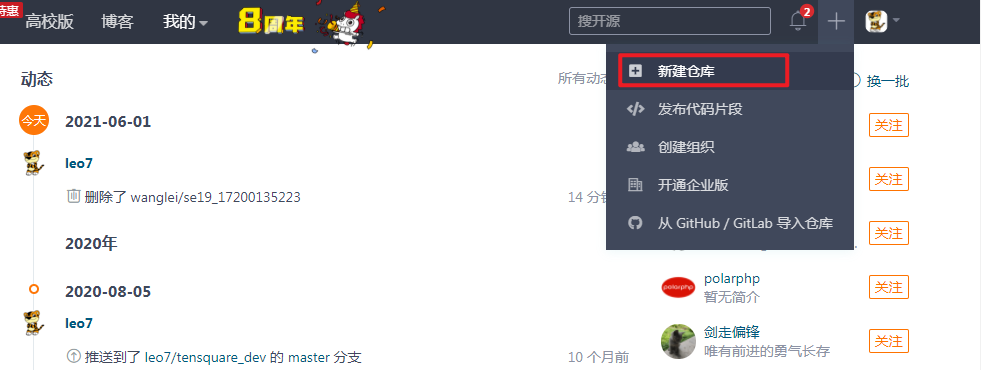 特惠
高校版 博客 我的 8周年 搜开源 2
动态 所有动态
新建仓库
发布代码片段
创建组织
开通企业版
从 GitHub / GitLab 导入仓库
换一批
今天 2021-06-01 关注
leo7
删除了 wanglei/se19_17200135223 14 分钟 关注
2020年 关注
2020-08-05
polarphp
暂无简介 关注
leo7
推送到了 leo7/tensquare_dev 的 master 分支 10 个月前
剑走偏锋
唯有前进的勇气长存 关注